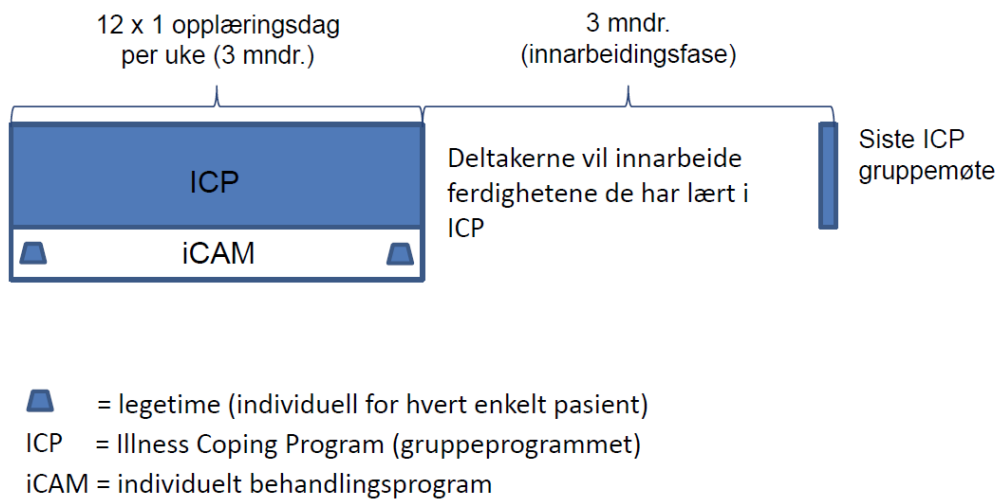 12 x 1 opplæringsdag
per uke (3 mndr.)
3 mndr.
(innarbeidingsfase)
ICP
iCAM
Deltakerne vil innarbeide
ferdighetene de har lært i
ICP
Siste ICP
gruppemøte
= legetime (individuell for hvert enkelt pasient)
ICP = Illness Coping Program (gruppeprogrammet)
iCAM = individuelt behandlingsprogram